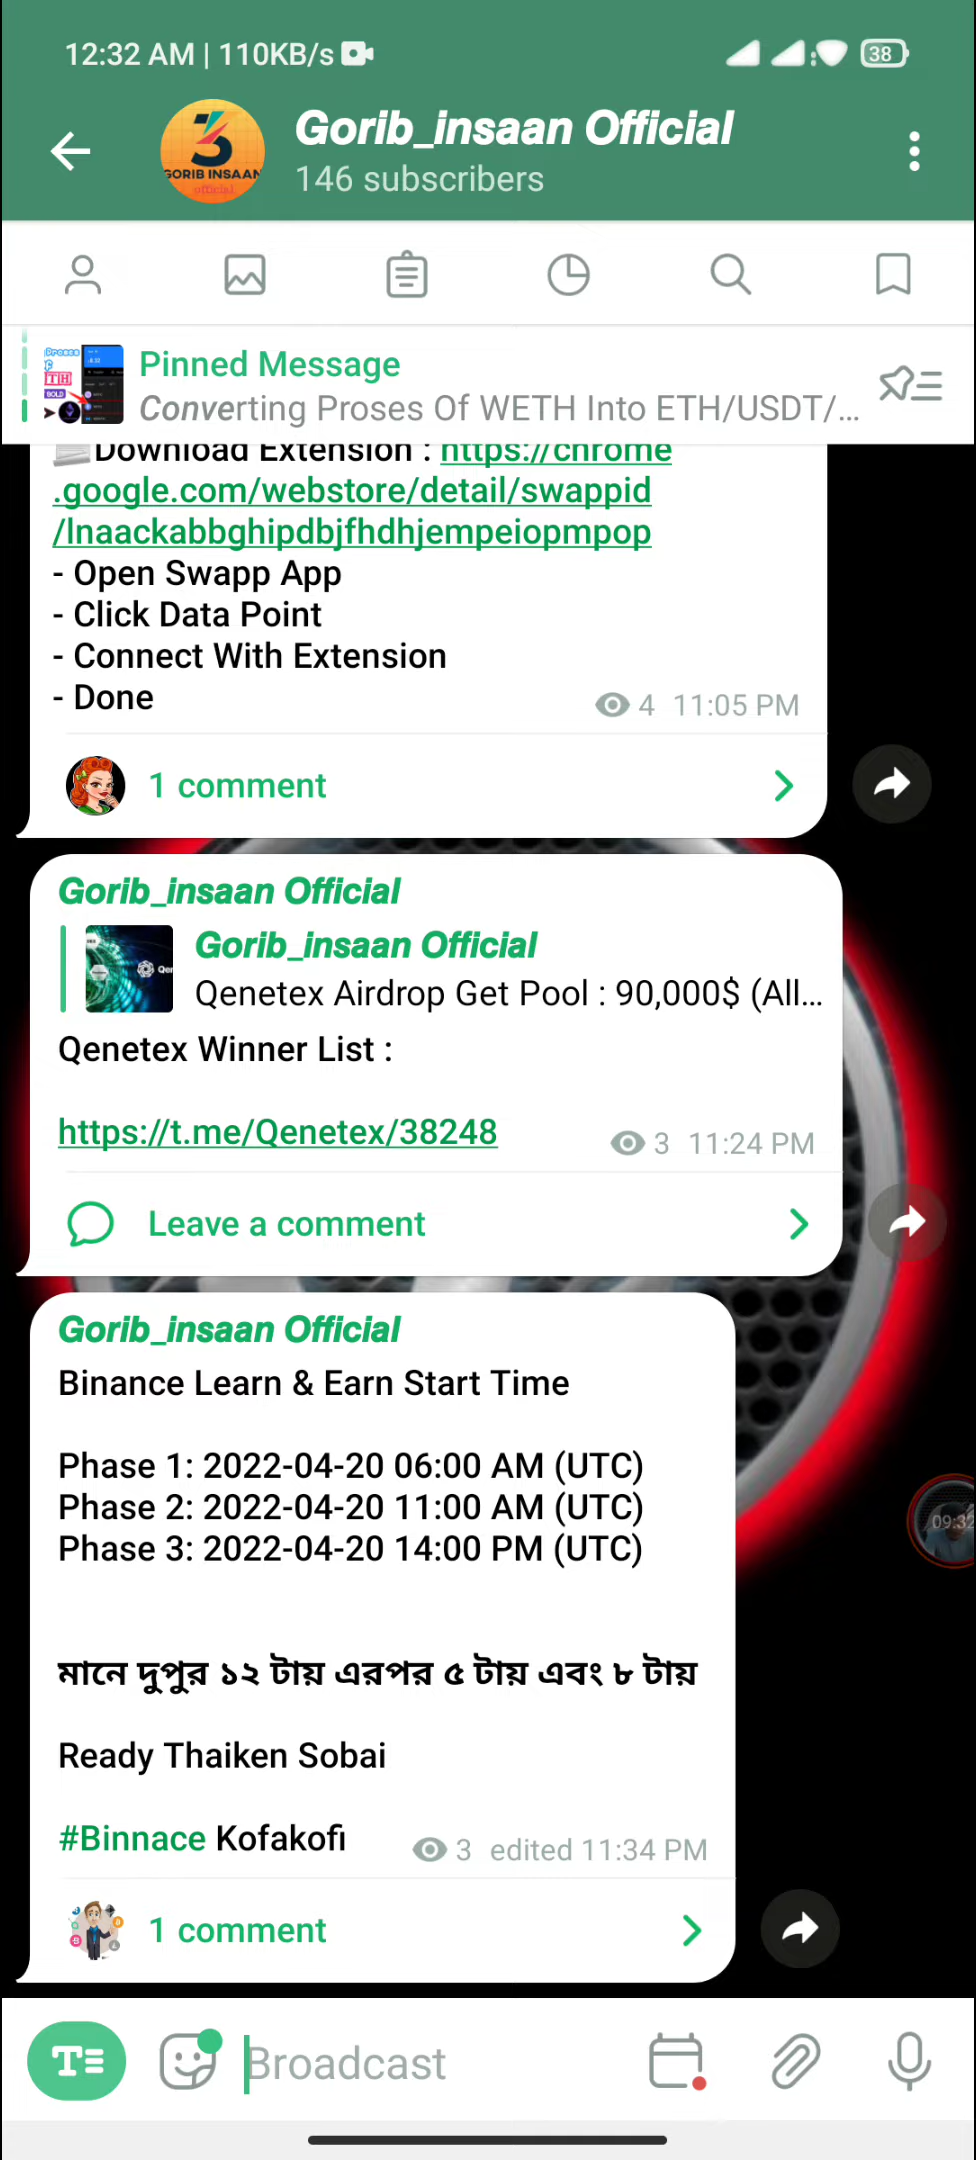 12:32 AM | 110KB/s
38
GORIB INSAAN
official
Gorib_insaan Official
146 subscribers
Pinned Message
Converting Proses Of WETH Into ETH/USDT/...
Download Extension : https://chrome
.google.com/webstore/detail/swappid
/lnaackabbghipdbjfhdhjempeiopmpop
- Open Swapp App
- Click Data Point
- Connect With Extension
- Done
4 11:05 PM
1 comment
Gorib_insaan Official
Gorib_insaan Official
Qenetex Airdrop Get Pool : 90,000$ (All...
Qenetex Winner List :
https://t.me/Qenetex/38248
3 11:24 PM
Leave a comment
Gorib_insaan Official
Binance Learn & Earn Start Time
Phase 1: 2022-04-20 06:00 AM (UTC)
Phase 2: 2022-04-20 11:00 AM (UTC)
Phase 3: 2022-04-20 14:00 PM (UTC)
09:32
মানে দুপুর ১২ টায় এরপর ৫ টায় এবং ৮ টায়
Ready Thaiken Sobai
#Binnace Kofakofi
3 edited 11:34 PM
1 comment
Broadcast